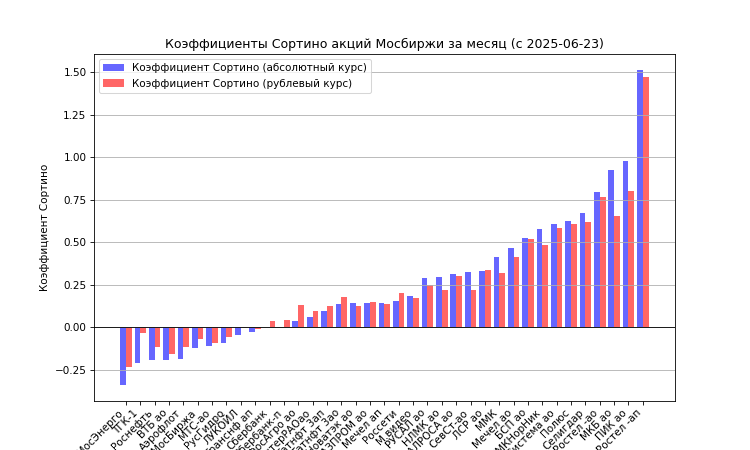 Коэффициенты Сортино акций Мосбиржи за месяц (с 2025-06-23)
Коэффициент Сортино (абсолютный курс)
Коэффициент Сортино (рублевый курс)
Коэффициент Сортино
1.50
1.25
1.00
0.75
0.50
0.25
0.00
−0.25
ТГК-1
Роснефть
ВТБ ао
Аэрофлот
МосБиржа
МТС-ао
РусГидро
ЛУКОЙЛ
Сбербанк
Мечел ап
Россети
М.видео
НЛМК ао
СевСт-ао
ЛСР ао
ММК
Мечел ао
БСП ао
Полюс
Селигдар
Ростел -ао
МКБ ао
ПИК ао
Ростел -ап